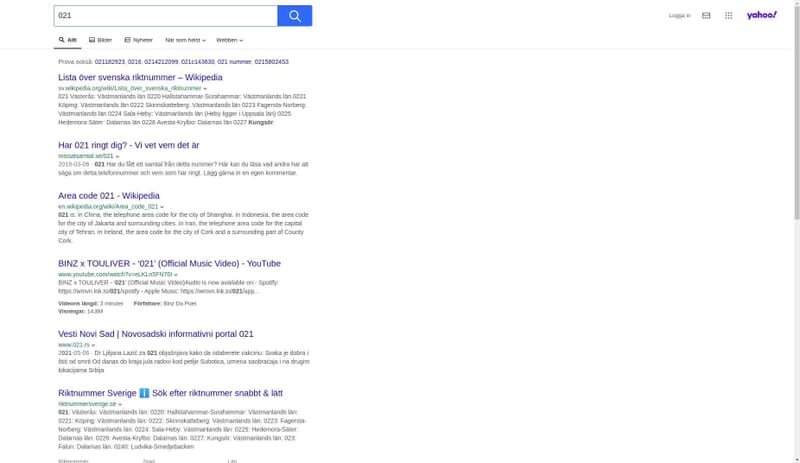 021
Logga in
yahoo!
Allt
Bilder
Nyheter
När som helst
Webben
Prova också: 021182923, 0216, 0214212099, 021c143630, 021 nummer, 0215802453
Lista över svenska riktnummer – Wikipedia
sv.wikipedia.org/wiki/Lista_över_svenska_riktnummer
021 Västerås: Västmanlands län 0220 Hallstahammar-Surahammar: Västmanlands län 0221
Köping: Västmanlands län 0222 Skinnskatteberg: Västmanlands län 0223 Fagersta-Norberg:
Västmanlands län 0224 Sala-Heby: Västmanlands län (Heby ligger i Uppsala län) 0225
Hedemora-Säter: Dalarnas län 0226 Avesta-Krylbo: Dalarnas län 0227 Kungsör
Har 021 ringt dig? - Vi vet vem det är
missatsamtal.se/021
2019-03-08 · 021 Har du fått ett samtal från detta nummer? Här kan du läsa vad andra har att
säga om detta telefonnummer och vem som har ringt. Lägg gärna in en egen kommentar.
Area code 021 - Wikipedia
en.wikipedia.org/wiki/Area_code_021
021 is: in China, the telephone area code for the city of Shanghai. in Indonesia, the area code
for the city of Jakarta and surrounding cities. in Iran, the telephone area code for the capital
city of Tehran. in Ireland, the area code for the city of Cork and a surrounding part of County
Cork.
BINZ x TOULIVER - '021' (Official Music Video) - YouTube
www.youtube.com/watch?v=eLKLn5FN70I
BINZ x TOULIVER - '021' (Official Music Video)Audio is now available on:- Spotify:
https://wmvn.lnk.to/021/spotify - Apple Music: https://wmvn.lnk.to/021/app...
Videons längd: 3 minuter Författare: Binz Da Poet
Visningar: 14,8M
Vesti Novi Sad | Novosadski informativni portal 021
www.021.rs
2021-05-06 · Dr Ljiljana Lazić za 021 objašnjava kako da odaberete vakcinu: Svaka je dobra i
štiti od smrti Od danas do kraja jula radovi kod petlje Subotica, izmena saobraćaja i na drugim
lokacijama Srbija
Riktnummer Sverige ℹ️ Sök efter riktnummer snabbt & lätt
riktnummersverige.se
021: Västerås: Västmanlands län: 0220: Hallstahammar-Surahammar: Västmanlands län:
0221: Köping: Västmanlands län: 0222: Skinnskatteberg: Västmanlands län: 0223: Fagersta-
Norberg: Västmanlands län: 0224: Sala-Heby: Västmanlands län: 0225: Hedemora-Säter:
Dalarnas län: 0226: Avesta-Krylbo: Dalarnas län: 0227: Kungsör: Västmanlands län: 023:
Falun: Dalarnas län: 0240: Ludvika-Smedjebacken